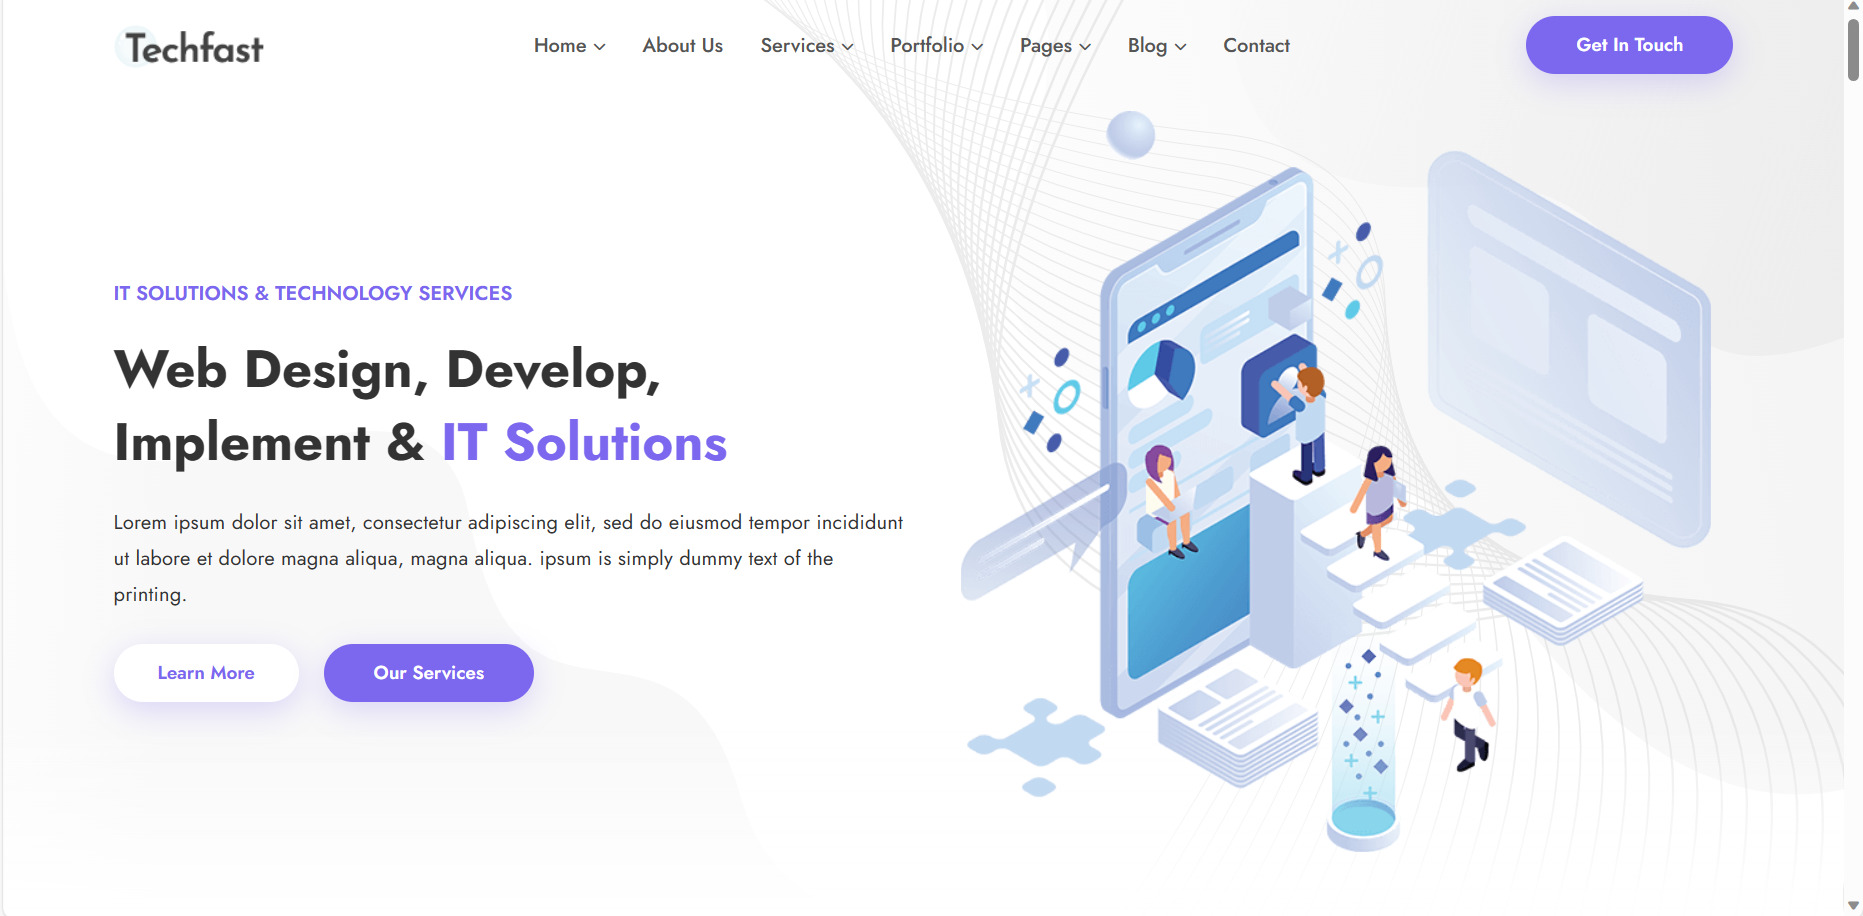 Techfast
Home
About Us
Services
Portfolio
Pages
Blog
Contact
Get In Touch
IT SOLUTIONS & TECHNOLOGY SERVICES
Web Design, Develop,
Implement & IT Solutions
Lorem ipsum dolor sit amet, consectetur adipiscing elit, sed do eiusmod tempor incididunt
ut labore et dolore magna aliqua, magna aliqua. ipsum is simply dummy text of the
printing.
Learn More
Our Services